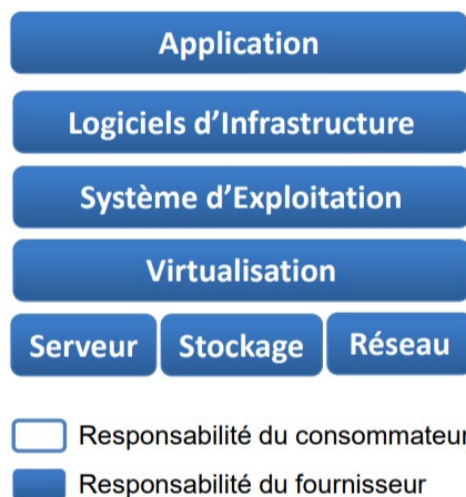 Application
Logiciels d’Infrastructure
Système d’Exploitation
Virtualisation
Serveur Stockage Réseau
Responsabilité du consommateur
Responsabilité du fournisseur